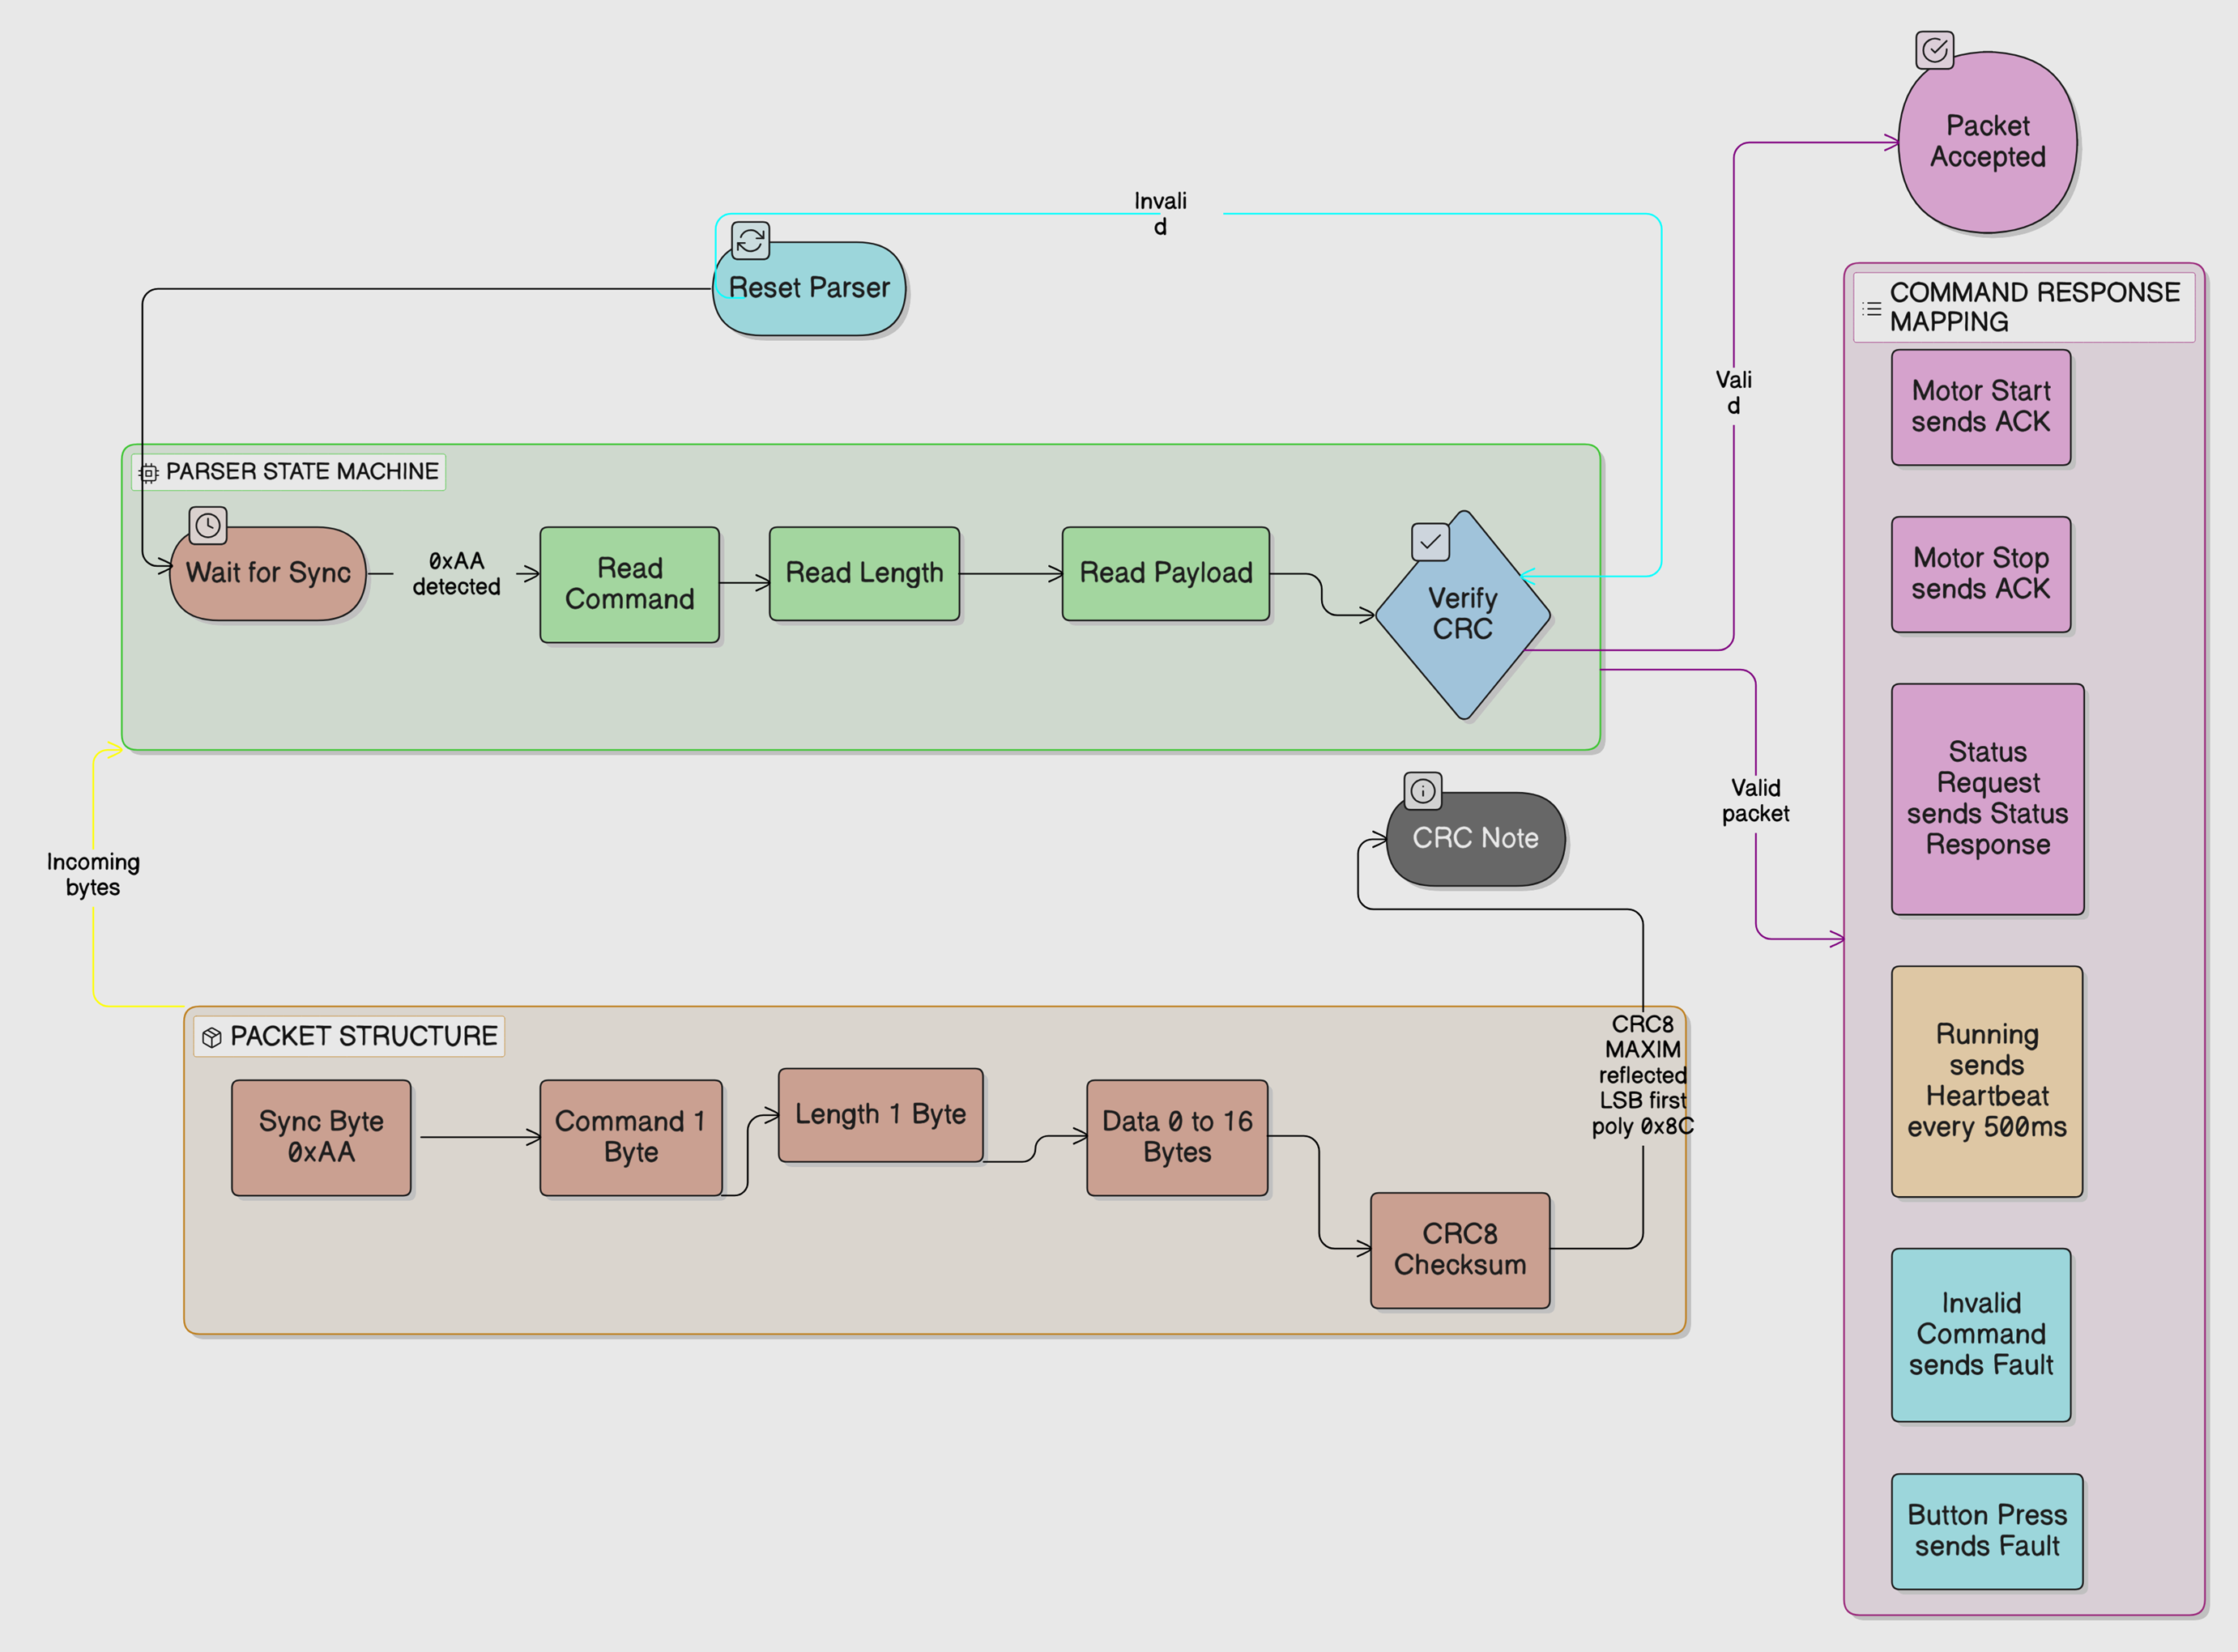 Packet
Accepted
Invali
d
Reset Parser
COMMAND RESPONSE
MAPPING
Motor Start
sends ACK
Vali
d
PARSER STATE MACHINE
Wait for Sync
0xAA
detected
Read
Command
Read Length
Read Payload
Verify
CRC
Motor Stop
sends ACK
Status
Request
sends Status
Response
Valid
packet
CRC Note
Incoming
bytes
PACKET STRUCTURE
Sync Byte
0xAA
Command 1
Byte
Length 1 Byte
Data 0 to 16
Bytes
CRC8
Checksum
CRC8
MAXIM
reflected
LSB first
poly 0x8C
Running
sends
Heartbeat
every 500ms
Invalid
Command
sends Fault
Button Press
sends Fault